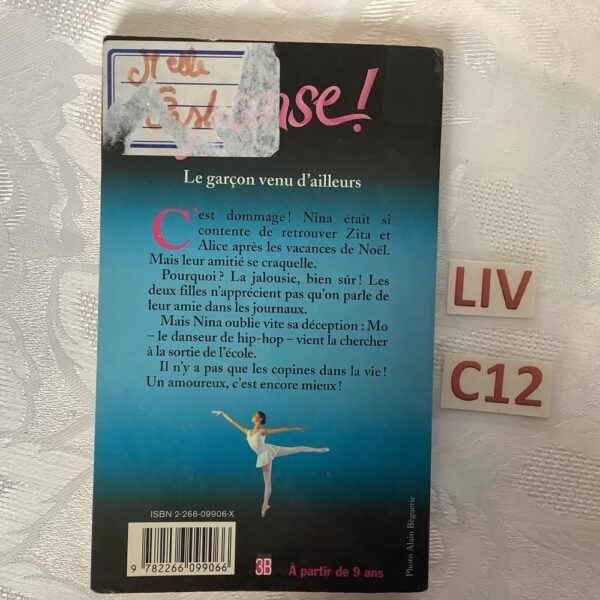 Melle
danse!
Le garçon venu d'ailleurs
C'est dommage! Nina était si
contente de retrouver Zita et
Alice après les vacances de Noël.
Mais leur amitié se craquelle.
Pourquoi? La jalousie, bien sûr! Les
deux filles n'apprécient pas qu'on parle de
leur amie dans les journaux.
Mais Nina oublie vite sa déception : Mo
– le danseur de hip-hop – vient la chercher
à la sortie de l'école.
Il n'y a pas que les copines dans la vie!
Un amoureux, c'est encore mieux!
LIV
C12
ISBN 2-266-09906-X
9 782266 099066
3B
À partir de 9 ans
Photo Alain Béguerie